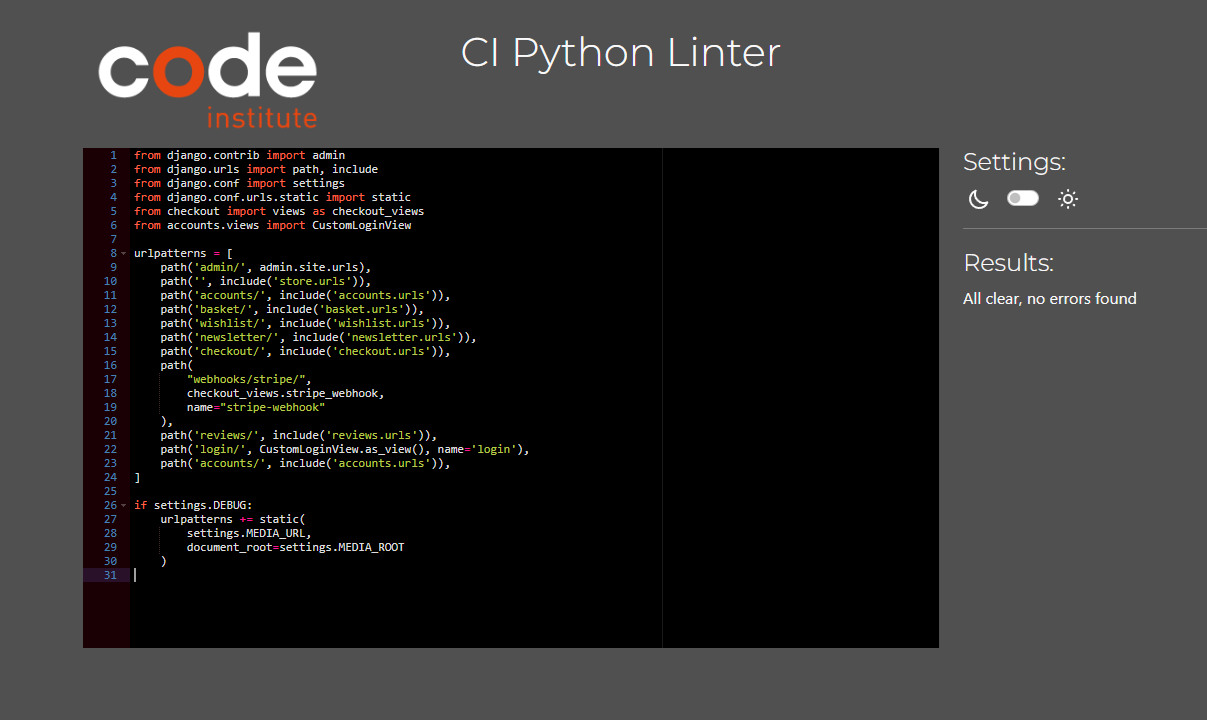 code
institute
CI Python Linter
1 from django.contrib import admin
2 from django.urls import path, include
3 from django.conf import settings
4 from django.conf.urls.static import static
5 from checkout import views as checkout_views
6 from accounts.views import CustomLoginView
7
8 urlpatterns = [
9     path('admin/', admin.site.urls),
10     path('', include('store.urls')),
11     path('accounts/', include('accounts.urls')),
12     path('basket/', include('basket.urls')),
13     path('wishlist/', include('wishlist.urls')),
14     path('newsletter/', include('newsletter.urls')),
15     path('checkout/', include('checkout.urls')),
16     path(
17         "webhooks/stripe/",
18         checkout_views.stripe_webhook,
19         name="stripe-webhook"
20     ),
21     path('reviews/', include('reviews.urls')),
22     path('login/', CustomLoginView.as_view(), name='login'),
23     path('accounts/', include('accounts.urls')),
24 ]
25
26 if settings.DEBUG:
27     urlpatterns += static(
28         settings.MEDIA_URL,
29         document_root=settings.MEDIA_ROOT
30     )
31
Settings:
Results:
All clear, no errors found